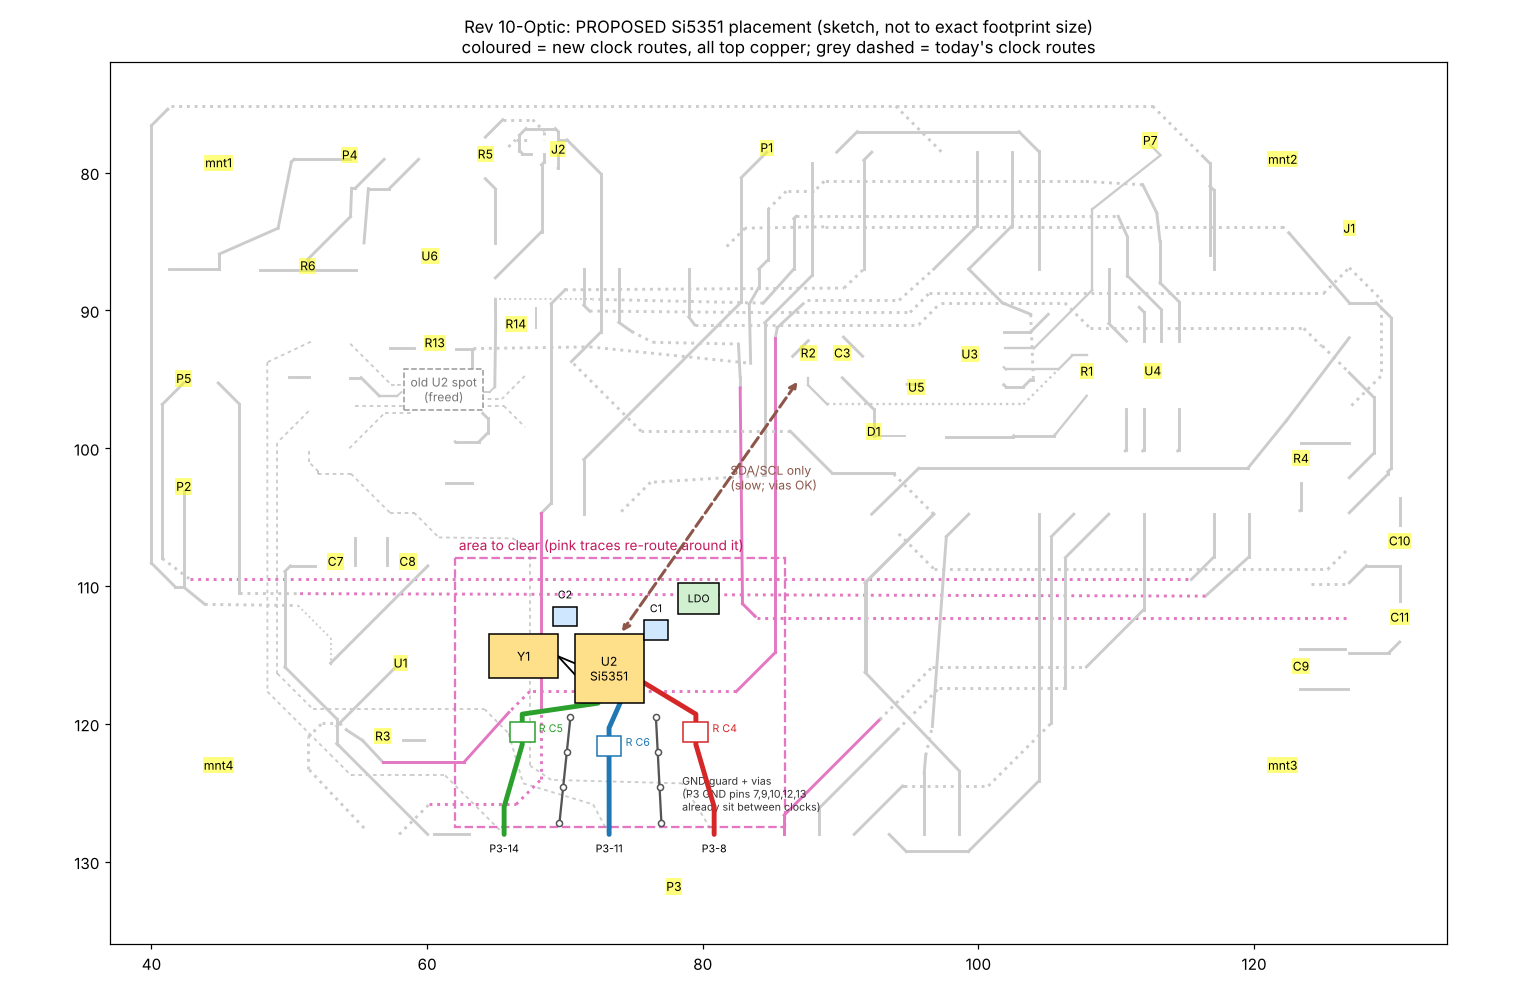 Rev 10-Optic: PROPOSED Si5351 placement (sketch, not to exact footprint size)
coloured = new clock routes, all top copper; grey dashed = today's clock routes
mnt1
P4
R5
J2
P1
P7
mnt2
80
J1
R6
U6
90
R14
R13
R2
C3
U3
R1
U4
P5
old U2 spot
(freed)
U5
D1
100
R4
SDA/SCL only
(slow; vias OK)
P2
area to clear (pink traces re-route around it)
C10
C7
C8
110
C2
LDO
C1
C11
Y1
U2
Si5351
U1
C9
120
R3
R C5
R C6
R C4
mnt4
mnt3
GND guard + vias
(P3 GND pins 7,9,10,12,13
already sit between clocks)
P3-14
P3-11
P3-8
130
P3
40
60
80
100
120